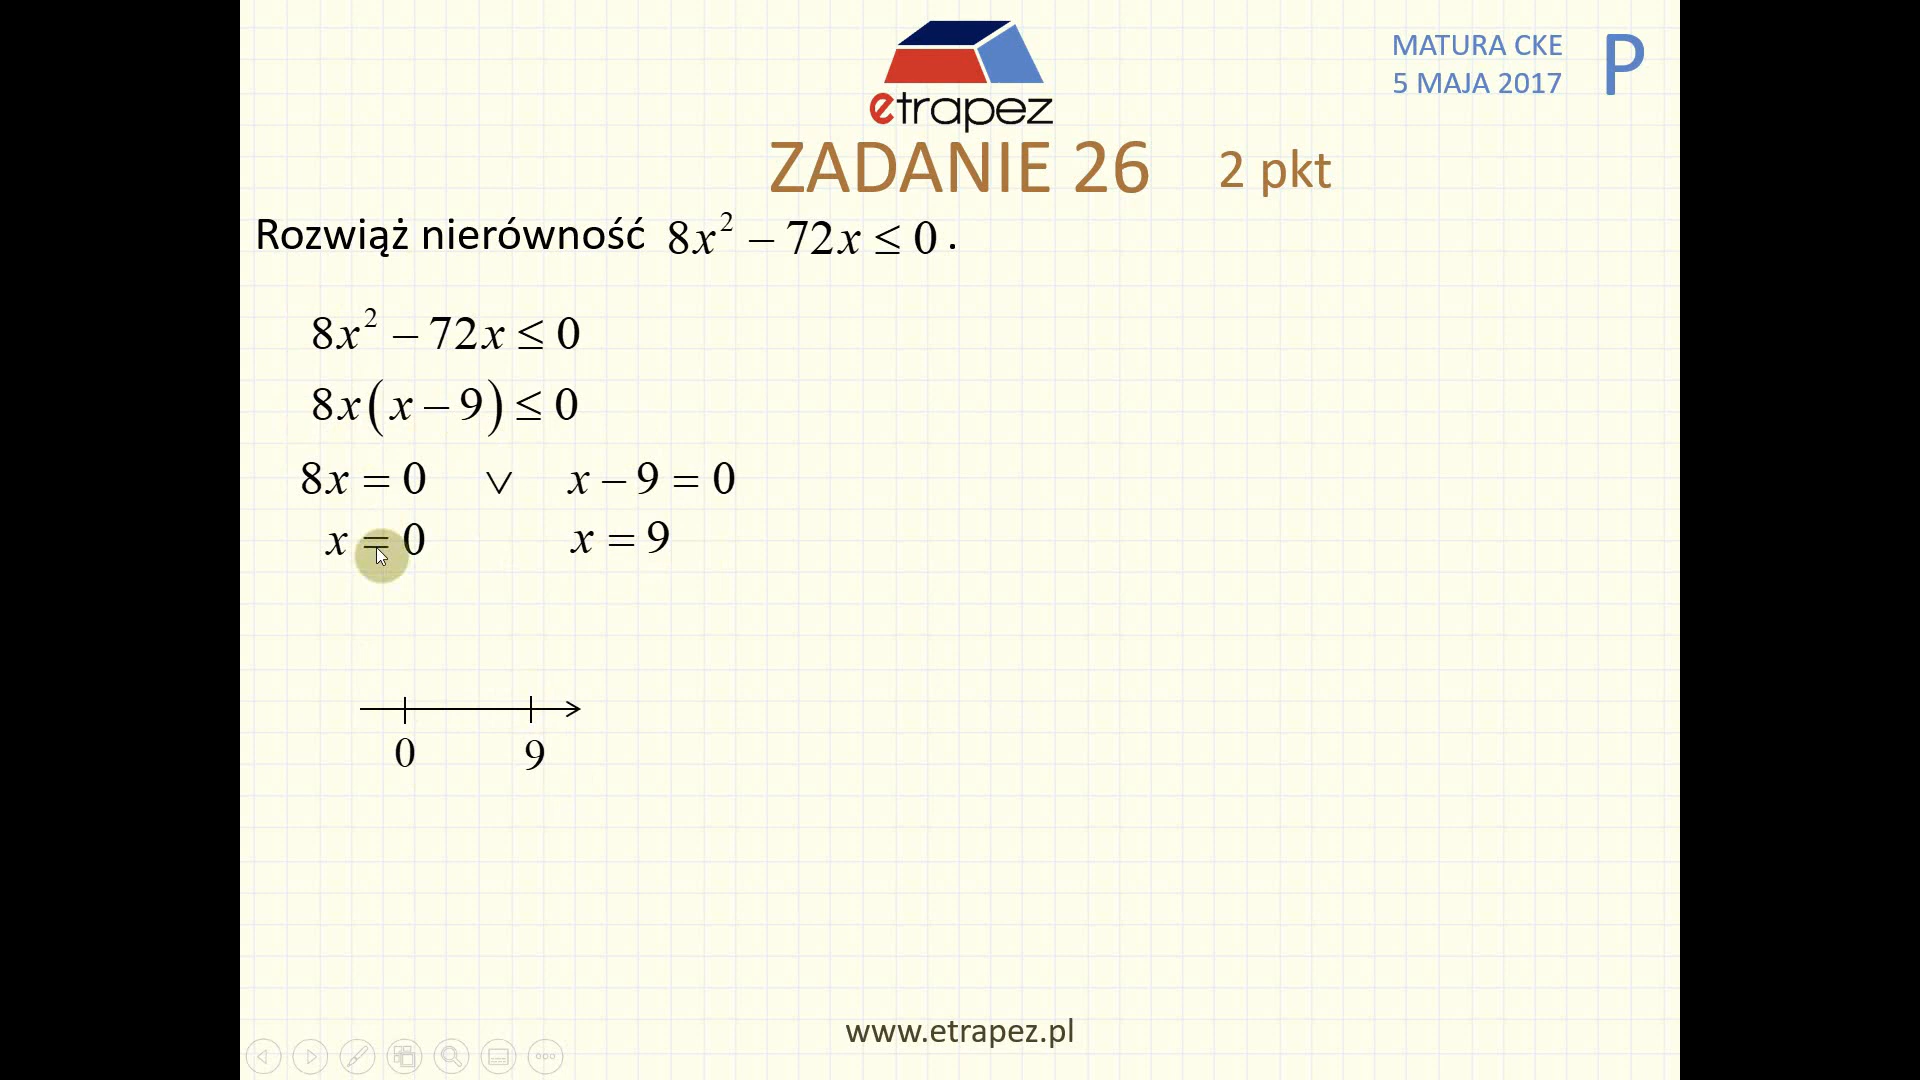 etrapez
MATURA CKE
5 MAJA 2017
P
ZADANIE 26 2 pkt
Rozwiąż nierówność 8x² − 72x ≤ 0 .
8x² − 72x ≤ 0
8x(x − 9) ≤ 0
8x = 0 ∨ x − 9 = 0
x = 0 x = 9
0 9
www.etrapez.pl